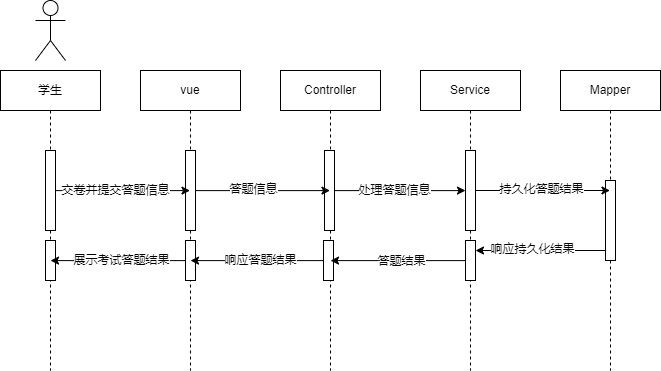 学生
vue
Controller
Service
Mapper
交卷并提交答题信息
答题信息
处理答题信息
持久化答题结果
响应持久化结果
展示考试答题结果
响应答题结果
答题结果